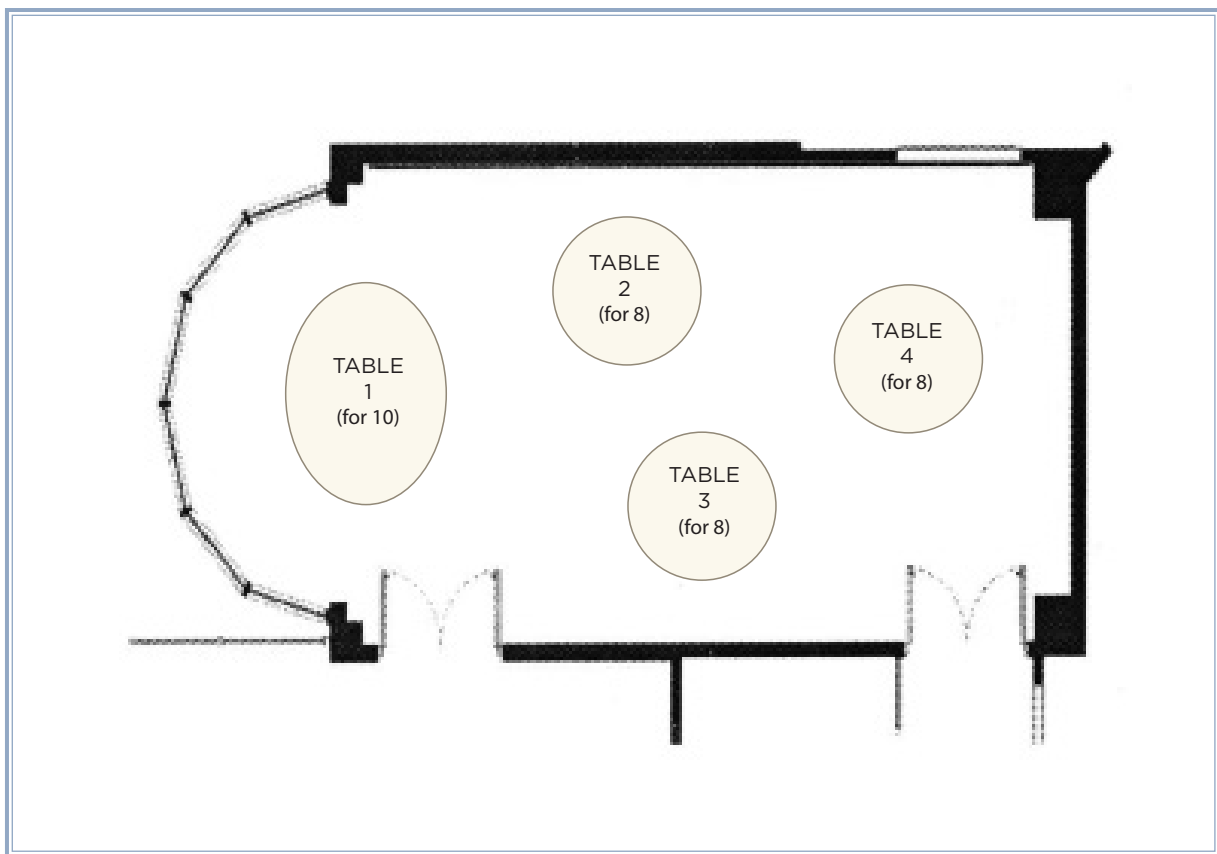 TABLE
1
(for 10)
TABLE
2
(for 8)
TABLE
3
(for 8)
TABLE
4
(for 8)